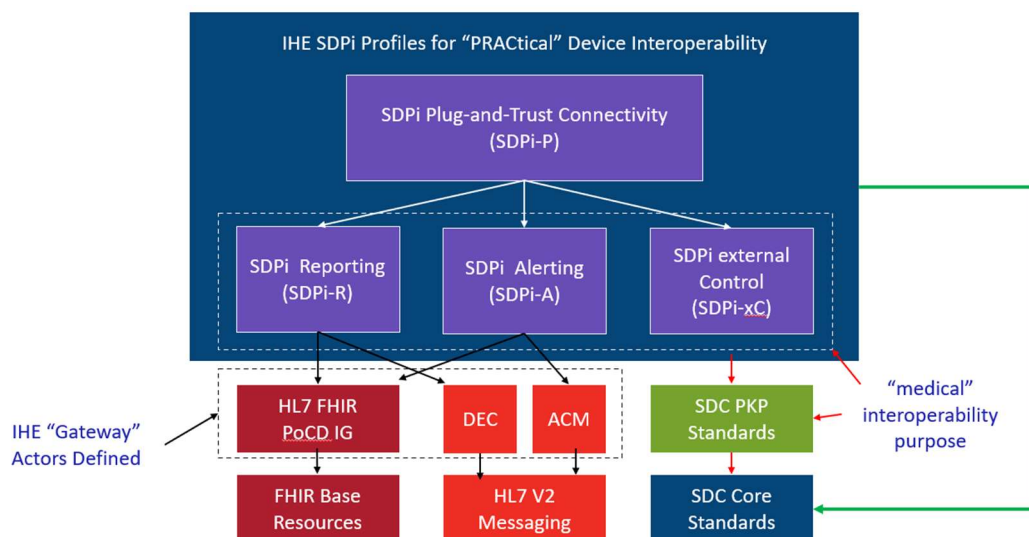 IHE SDPi Profiles for “PRACtical” Device Interoperability
SDPi Plug-and-Trust Connectivity
(SDPi-P)
SDPi Reporting
(SDPi-R)
SDPi Alerting
(SDPi-A)
SDPi external
Control
(SDPi-xC)
IHE “Gateway”
Actors Defined
HL7 FHIR
PoCD IG
DEC
ACM
SDC PKP
Standards
“medical”
interoperability
purpose
FHIR Base
Resources
HL7 V2
Messaging
SDC Core
Standards